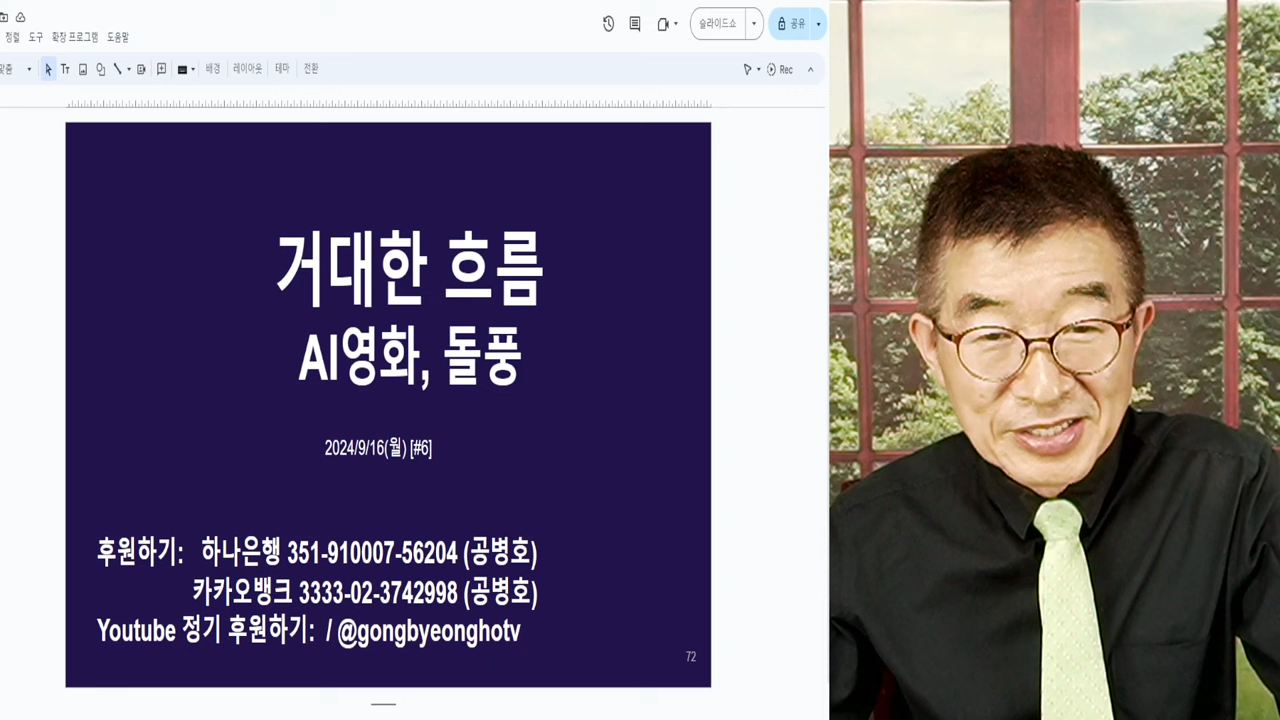 정렬 도구 확장 프로그램 도움말
슬라이드쇼
공유
맞춤
배경 레이아웃 테마 전환
Rec
거대한 흐름
AI영화, 돌풍
2024/9/16(월) [#6]
후원하기: 하나은행 351-910007-56204 (공병호)
카카오뱅크 3333-02-3742998 (공병호)
Youtube 정기 후원하기: / @gongbyeonghotv
72